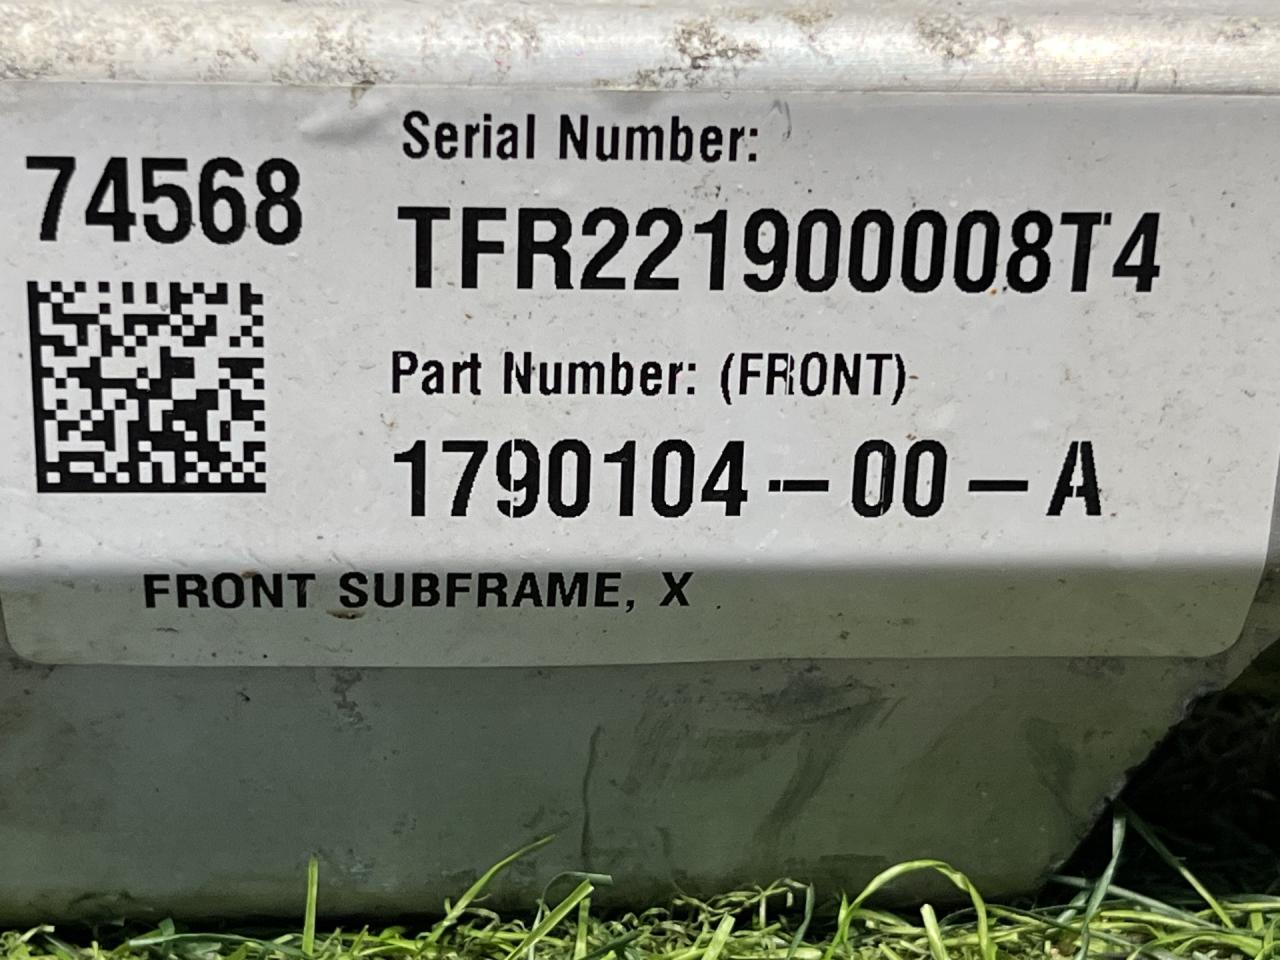 74568
Serial Number:
TFR221900008T4
Part Number: (FRONT)
1790104-00-A
FRONT SUBFRAME, X